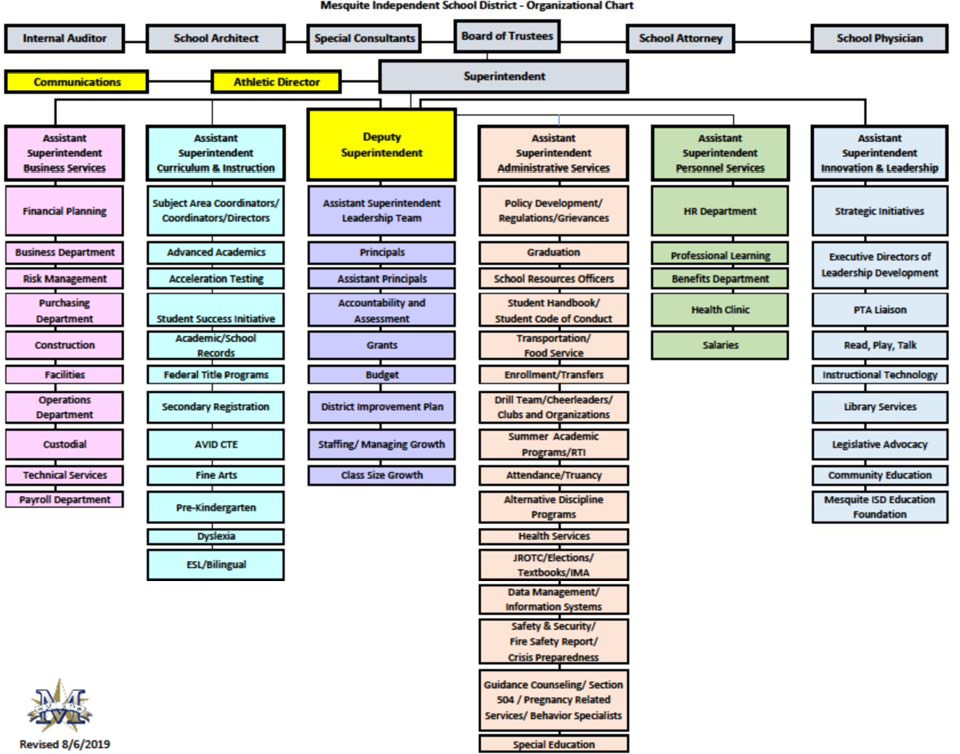 Mesquite Independent School District - Organizational Chart
Internal Auditor
School Architect
Special Consultants
Board of Trustees
School Attorney
School Physician
Communications
Athletic Director
Superintendent
Assistant
Superintendent
Business Services
Financial Planning
Business Department
Risk Management
Purchasing
Department
Construction
Facilities
Operations
Department
Custodial
Technical Services
Payroll Department
Assistant
Superintendent
Curriculum & Instruction
Subject Area Coordinators/
Coordinators/Directors
Advanced Academics
Acceleration Testing
Student Success Initiative
Academic/School
Records
Federal Title Programs
Secondary Registration
AVID CTE
Fine Arts
Pre-Kindergarten
Dyslexia
ESL/Bilingual
Deputy
Superintendent
Assistant Superintendent
Leadership Team
Principals
Assistant Principals
Accountability and
Assessment
Grants
Budget
District Improvement Plan
Staffing/ Managing Growth
Class Size Growth
Assistant
Superintendent
Administrative Services
Policy Development/
Regulations/Grievances
Graduation
School Resources Officers
Student Handbook/
Student Code of Conduct
Transportation/
Food Service
Enrollment/Transfers
Drill Team/Cheerleaders/
Clubs and Organizations
Summer Academic
Programs/RTI
Attendance/Truancy
Alternative Discipline
Programs
Health Services
JROTC/Elections/
Textbooks/IMA
Data Management/
Information Systems
Safety & Security/
Fire Safety Report/
Crisis Preparedness
Guidance Counseling/ Section
504 / Pregnancy Related
Services/ Behavior Specialists
Special Education
Assistant
Superintendent
Personnel Services
HR Department
Professional Learning
Benefits Department
Health Clinic
Salaries
Assistant
Superintendent
Innovation & Leadership
Strategic Initiatives
Executive Directors of
Leadership Development
PTA Liaison
Read, Play, Talk
Instructional Technology
Library Services
Legislative Advocacy
Community Education
Mesquite ISD Education
Foundation
M
Revised 8/6/2019